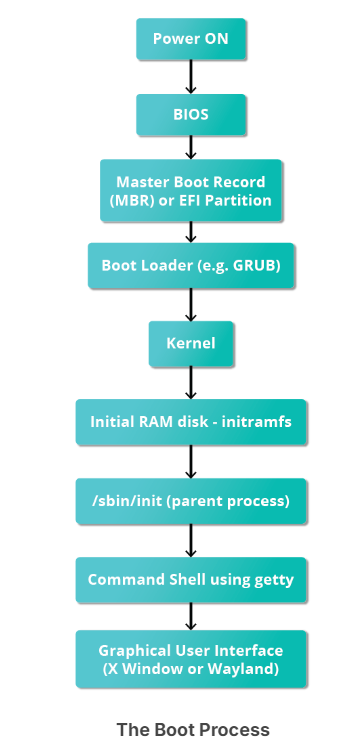 Power ON
BIOS
Master Boot Record
(MBR) or EFI Partition
Boot Loader (e.g. GRUB)
Kernel
Initial RAM disk - initramfs
/sbin/init (parent process)
Command Shell using getty
Graphical User Interface
(X Window or Wayland)
The Boot Process